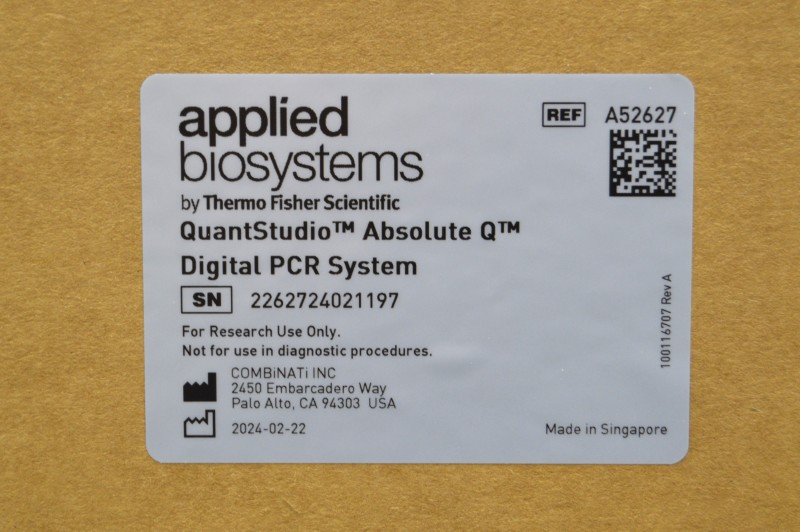 applied
biosystems
by Thermo Fisher Scientific
QuantStudio™ Absolute Q™
Digital PCR System
SN 2262724021197
For Research Use Only.
Not for use in diagnostic procedures.
COMBiNATi INC
2450 Embarcadero Way
Palo Alto, CA 94303 USA
2024-02-22
REF A52627
100116707 Rev A
Made in Singapore